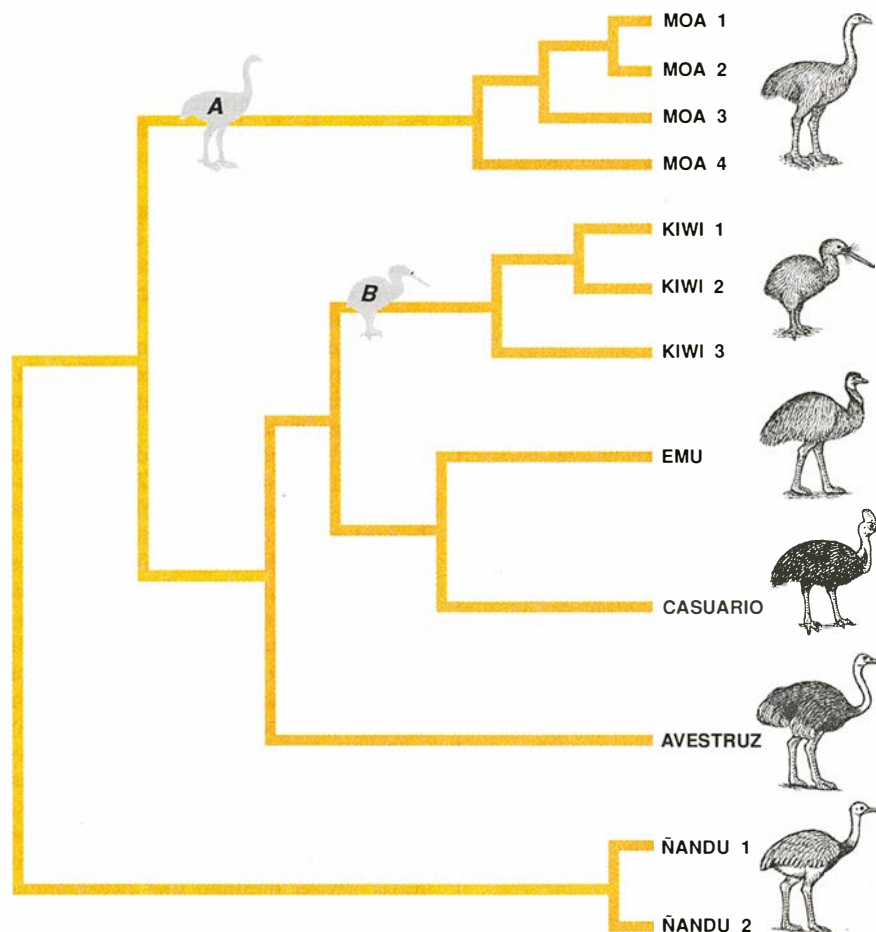 MOA 1
A
MOA 2
MOA 3
MOA 4
KIWI 1
B
KIWI 2
KIWI 3
EMU
CASUARIO
AVESTRUZ
ÑANDU 1
ÑANDU 2